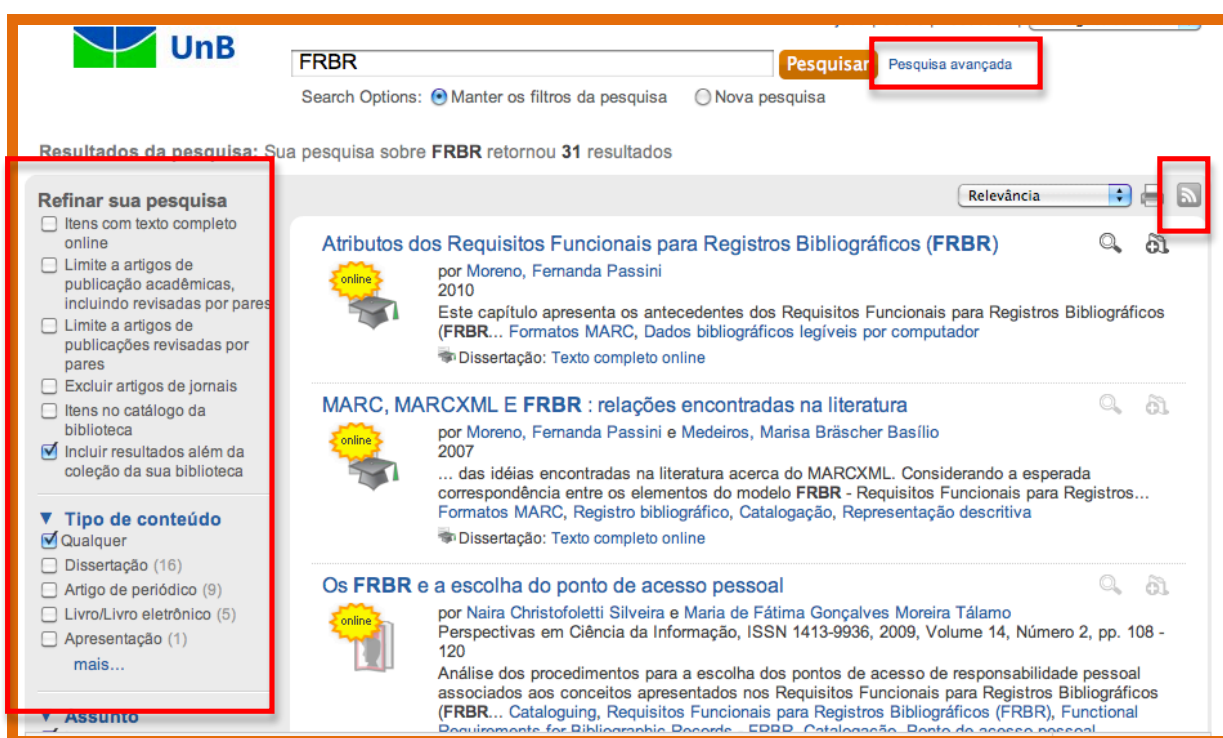 UnB
FRBR
Pesquisar
Pesquisa avançada
Search Options: Manter os filtros da pesquisa Nova pesquisa
Resultados da pesquisa: Sua pesquisa sobre FRBR retornou 31 resultados
Refinar sua pesquisa
Itens com texto completo
online
Limite a artigos de
publicação acadêmicas,
incluindo revisadas por pares
Limite a artigos de
publicações revisadas por
pares
Excluir artigos de jornais
Itens no catálogo da
biblioteca
Incluir resultados além da
coleção da sua biblioteca
Tipo de conteúdo
Qualquer
Dissertação (16)
Artigo de periódico (9)
Livro/Livro eletrônico (5)
Apresentação (1)
mais...
Assunto
Relevância
Atributos dos Requisitos Funcionais para Registros Bibliográficos (FRBR)
online
por Moreno, Fernanda Passini
2010
Este capítulo apresenta os antecedentes dos Requisitos Funcionais para Registros Bibliográficos
(FRBR... Formatos MARC, Dados bibliográficos legíveis por computador
Dissertação: Texto completo online
MARC, MARCXML E FRBR : relações encontradas na literatura
online
por Moreno, Fernanda Passini e Medeiros, Marisa Bräscher Basílio
2007
... das idéias encontradas na literatura acerca do MARCXML. Considerando a esperada
correspondência entre os elementos do modelo FRBR - Requisitos Funcionais para Registros...
Formatos MARC, Registro bibliográfico, Catalogação, Representação descritiva
Dissertação: Texto completo online
Os FRBR e a escolha do ponto de acesso pessoal
online
por Naira Christofoletti Silveira e Maria de Fátima Gonçalves Moreira Tálamo
Perspectivas em Ciência da Informação, ISSN 1413-9936, 2009, Volume 14, Número 2, pp. 108 -
120
Análise dos procedimentos para a escolha dos pontos de acesso de responsabilidade pessoal
associados aos conceitos apresentados nos Requisitos Funcionais para Registros Bibliográficos
(FRBR... Cataloguing, Requisitos Funcionais para Registros Bibliográficos (FRBR), Functional
Requirements for Bibliographic Records - FRBR, Catalogação, Ponto de acesso pessoal